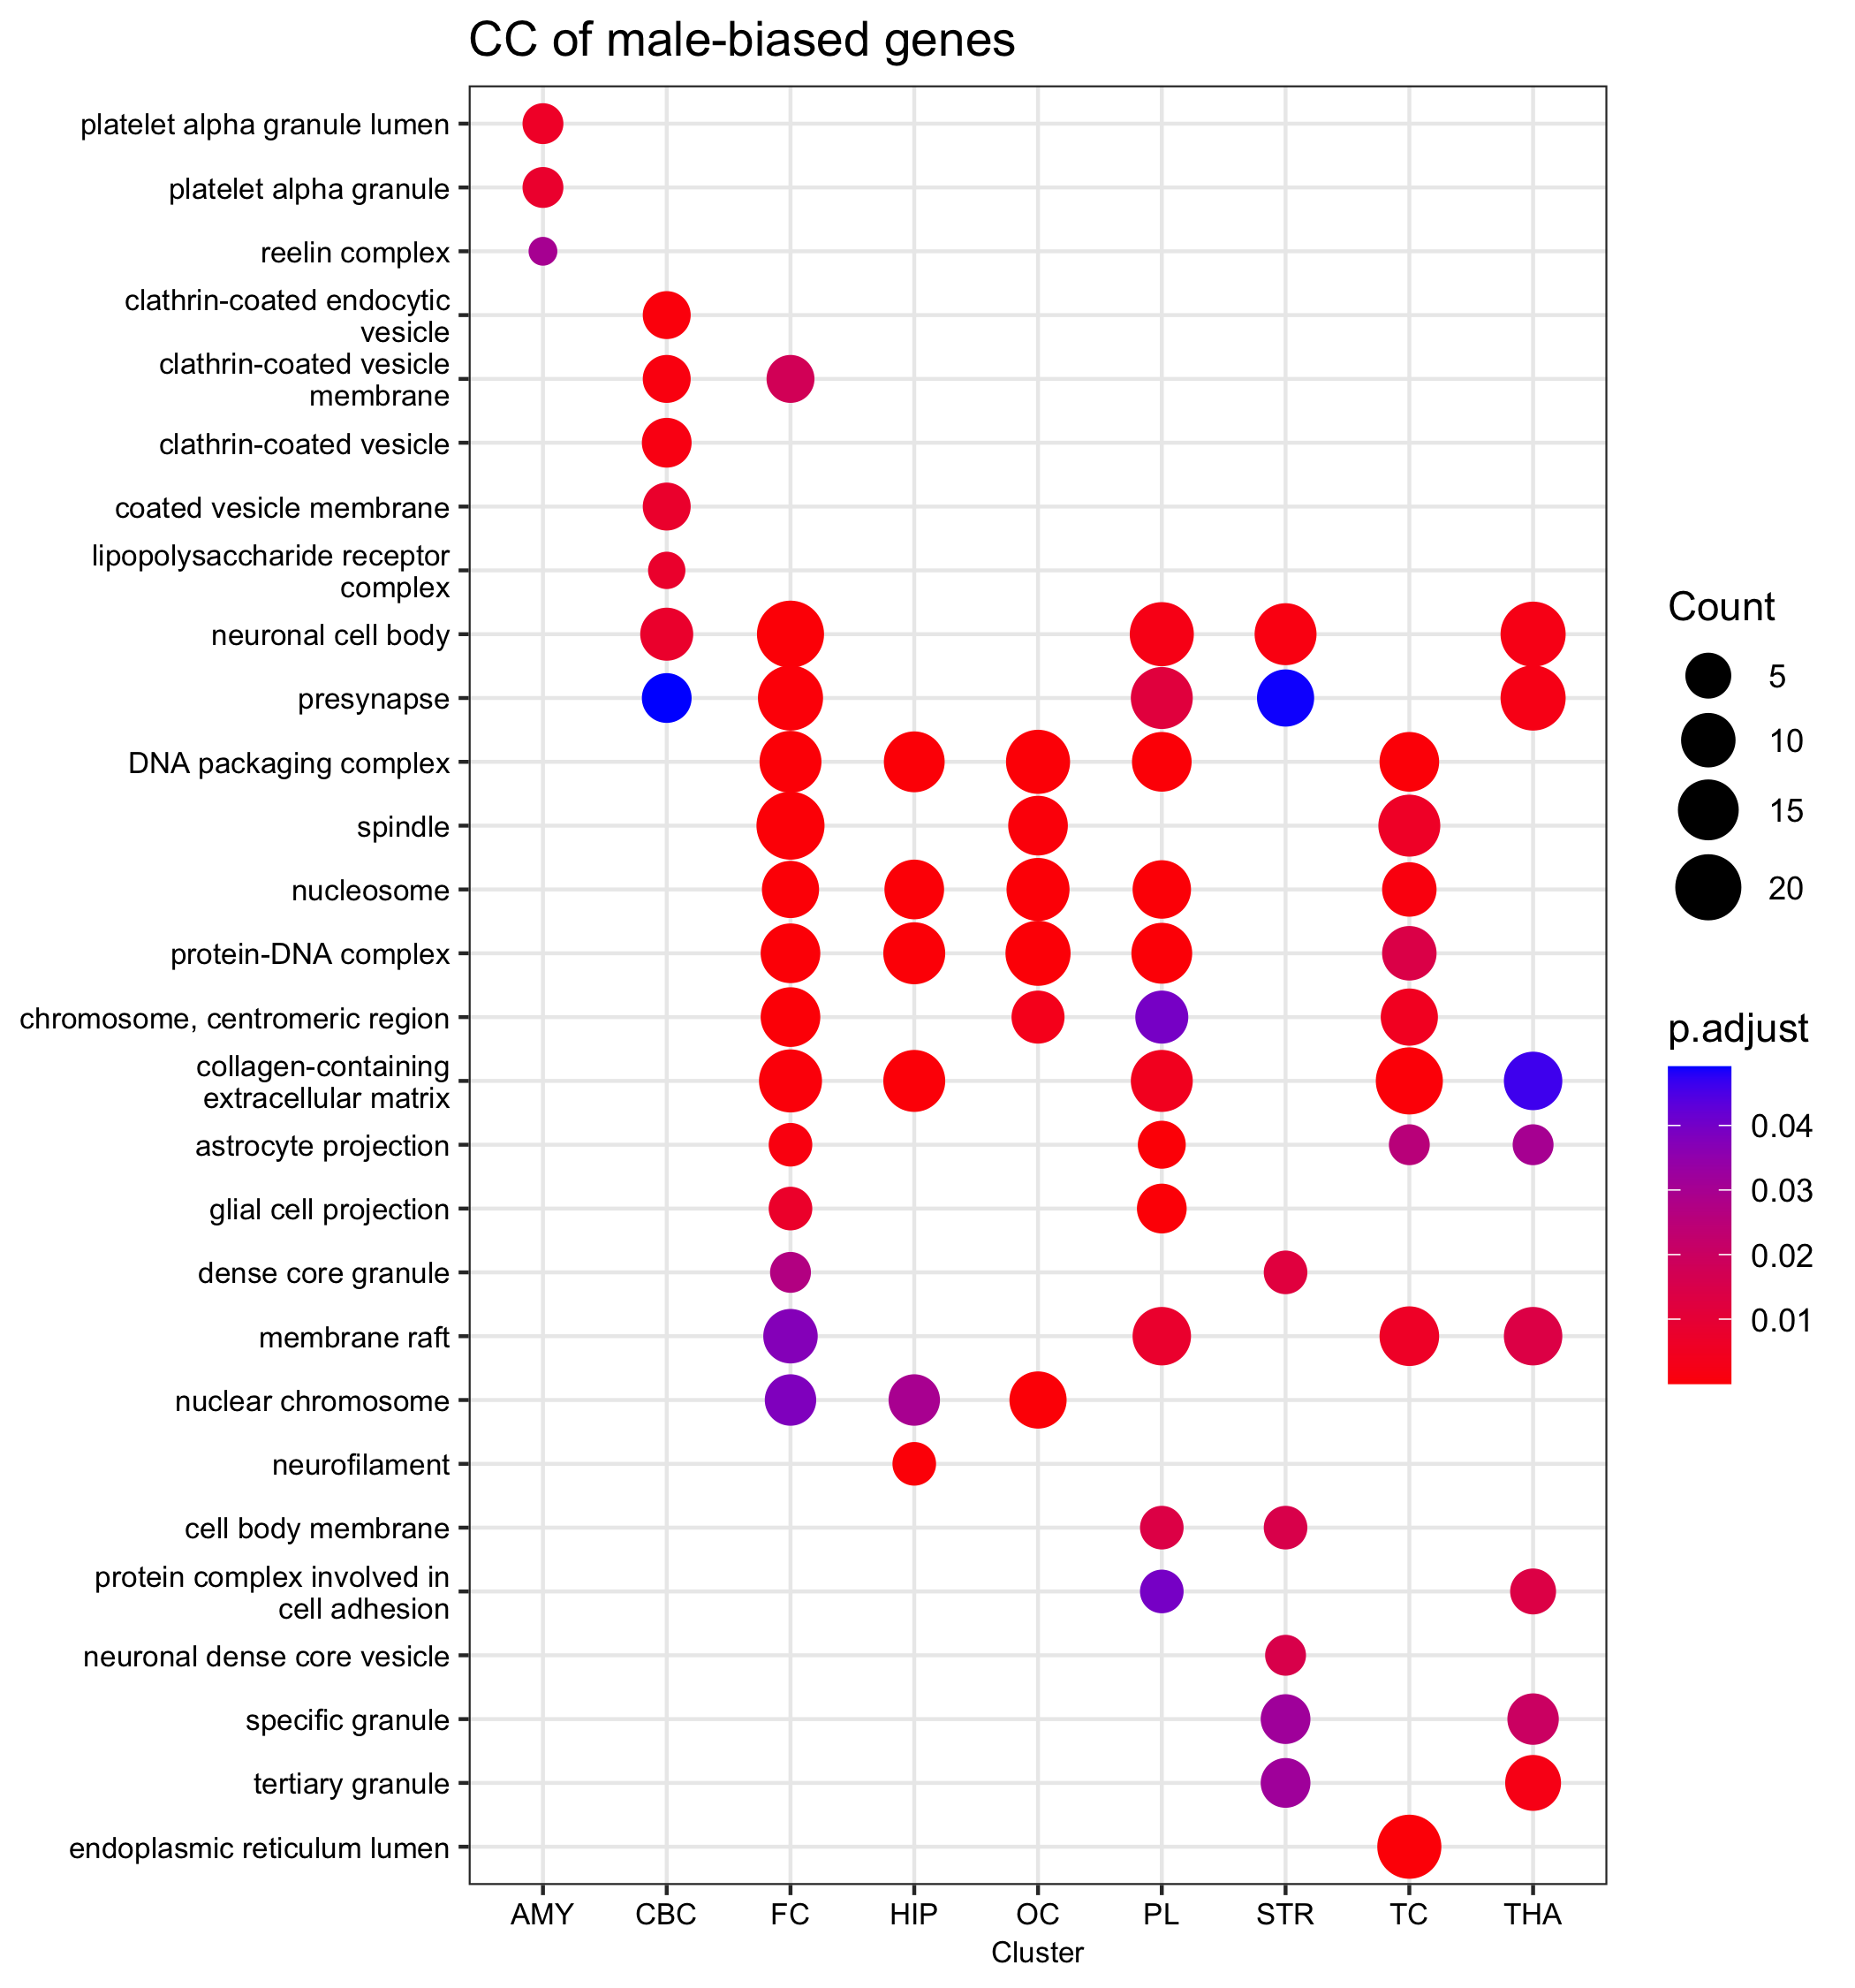 CC of male-biased genes
platelet alpha granule lumen
platelet alpha granule
reelin complex
clathrin-coated endocytic
vesicle
clathrin-coated vesicle
membrane
clathrin-coated vesicle
coated vesicle membrane
lipopolysaccharide receptor
complex
neuronal cell body
presynapse
DNA packaging complex
spindle
nucleosome
protein-DNA complex
chromosome, centromeric region
collagen-containing
extracellular matrix
astrocyte projection
glial cell projection
dense core granule
membrane raft
nuclear chromosome
neurofilament
cell body membrane
protein complex involved in
cell adhesion
neuronal dense core vesicle
specific granule
tertiary granule
endoplasmic reticulum lumen
AMY CBC FC HIP OC PL STR TC THA
Cluster
Count
5
10
15
20
p.adjust
0.04
0.03
0.02
0.01